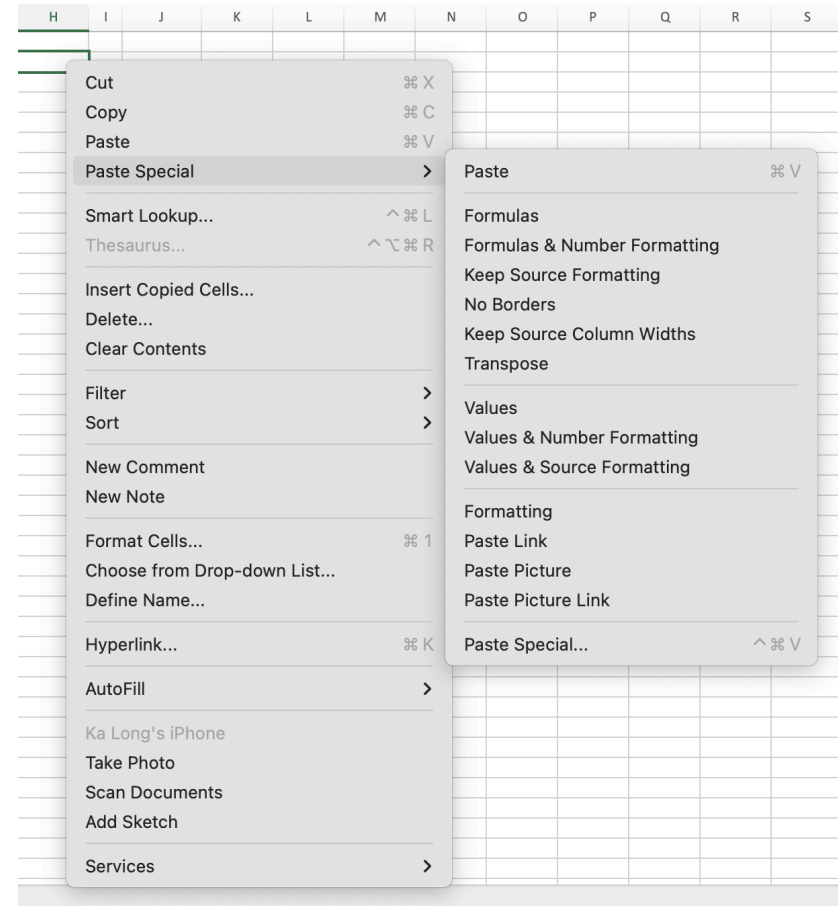 H I J K L M N O P Q R S
Cut ⌘ X
Copy ⌘ C
Paste ⌘ V
Paste Special
Smart Lookup... ^ ⌘ L
Thesaurus... ^ ⌥ ⌘ R
Insert Copied Cells...
Delete...
Clear Contents
Filter
Sort
New Comment
New Note
Format Cells... ⌘ 1
Choose from Drop-down List...
Define Name...
Hyperlink... ⌘ K
AutoFill
Ka Long's iPhone
Take Photo
Scan Documents
Add Sketch
Services
Paste ⌘ V
Formulas
Formulas & Number Formatting
Keep Source Formatting
No Borders
Keep Source Column Widths
Transpose
Values
Values & Number Formatting
Values & Source Formatting
Formatting
Paste Link
Paste Picture
Paste Picture Link
Paste Special... ^ ⌘ V